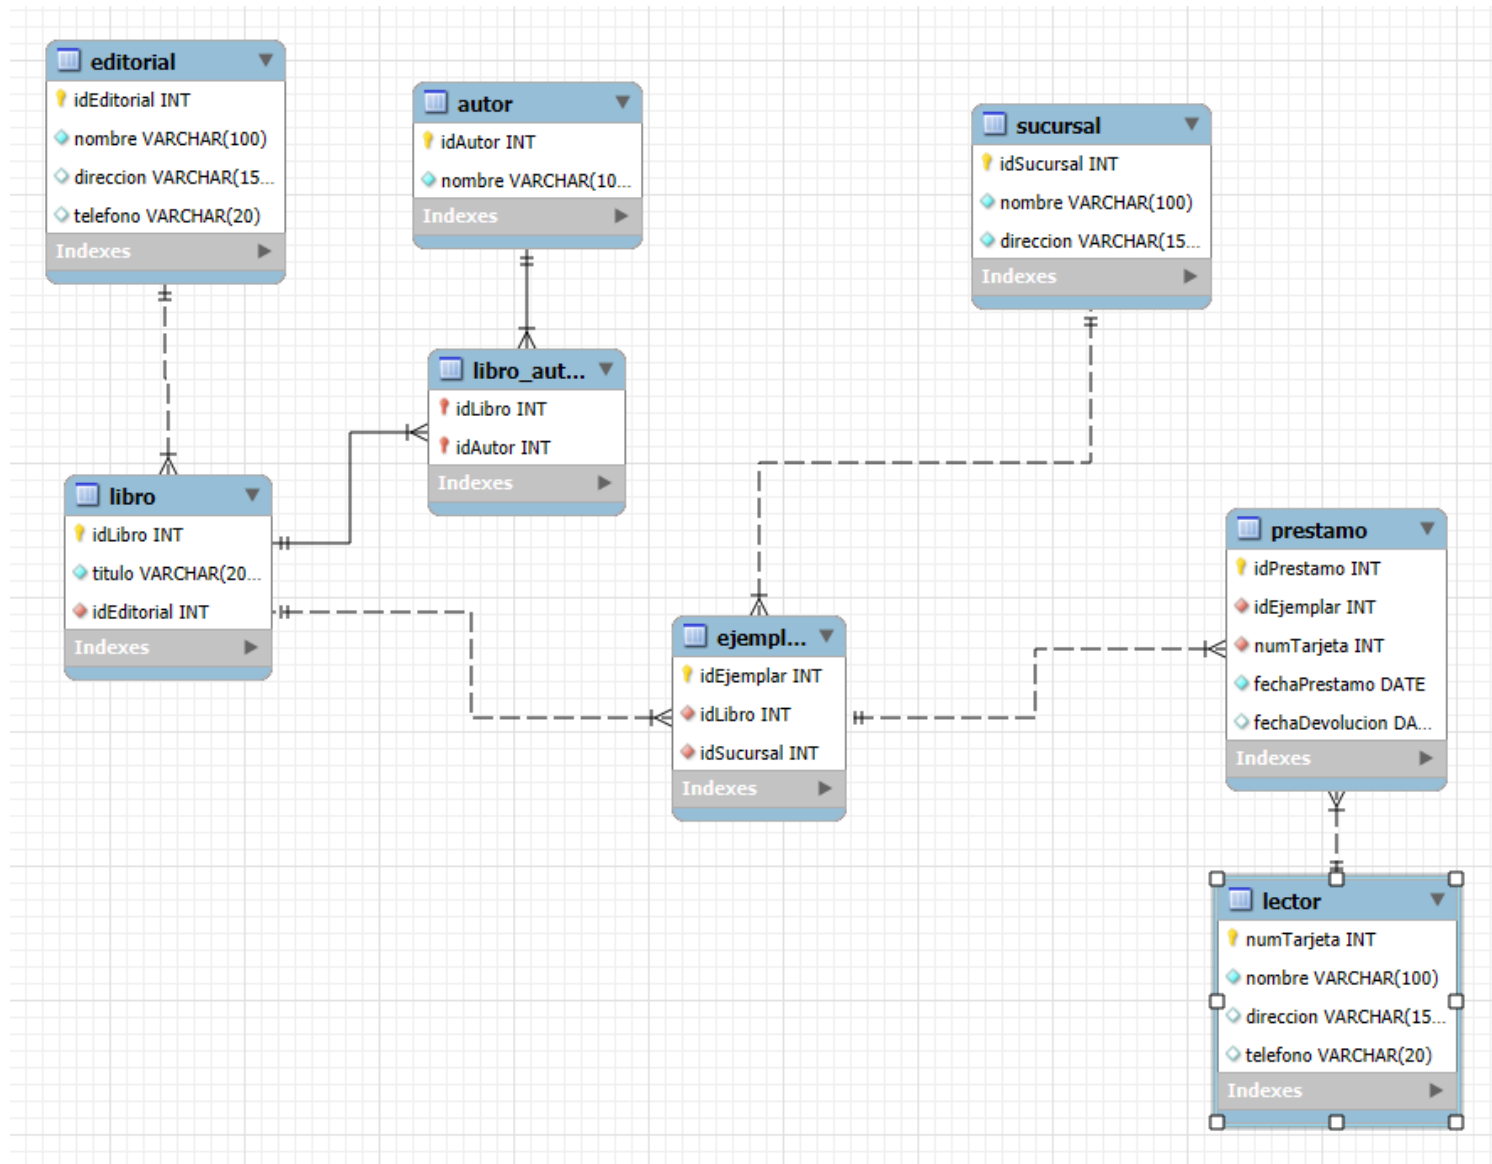 editorial
idEditorial INT
nombre VARCHAR(100)
direccion VARCHAR(15...
telefono VARCHAR(20)
Indexes
autor
idAutor INT
nombre VARCHAR(10...
Indexes
sucursal
idSucursal INT
nombre VARCHAR(100)
direccion VARCHAR(15...
Indexes
libro_aut...
idLibro INT
idAutor INT
Indexes
libro
idLibro INT
titulo VARCHAR(20...
idEditorial INT
Indexes
ejempl...
idEjemplar INT
idLibro INT
idSucursal INT
Indexes
prestamo
idPrestamo INT
idEjemplar INT
numTarjeta INT
fechaPrestamo DATE
fechaDevolucion DA...
Indexes
lector
numTarjeta INT
nombre VARCHAR(100)
direccion VARCHAR(15...
telefono VARCHAR(20)
Indexes